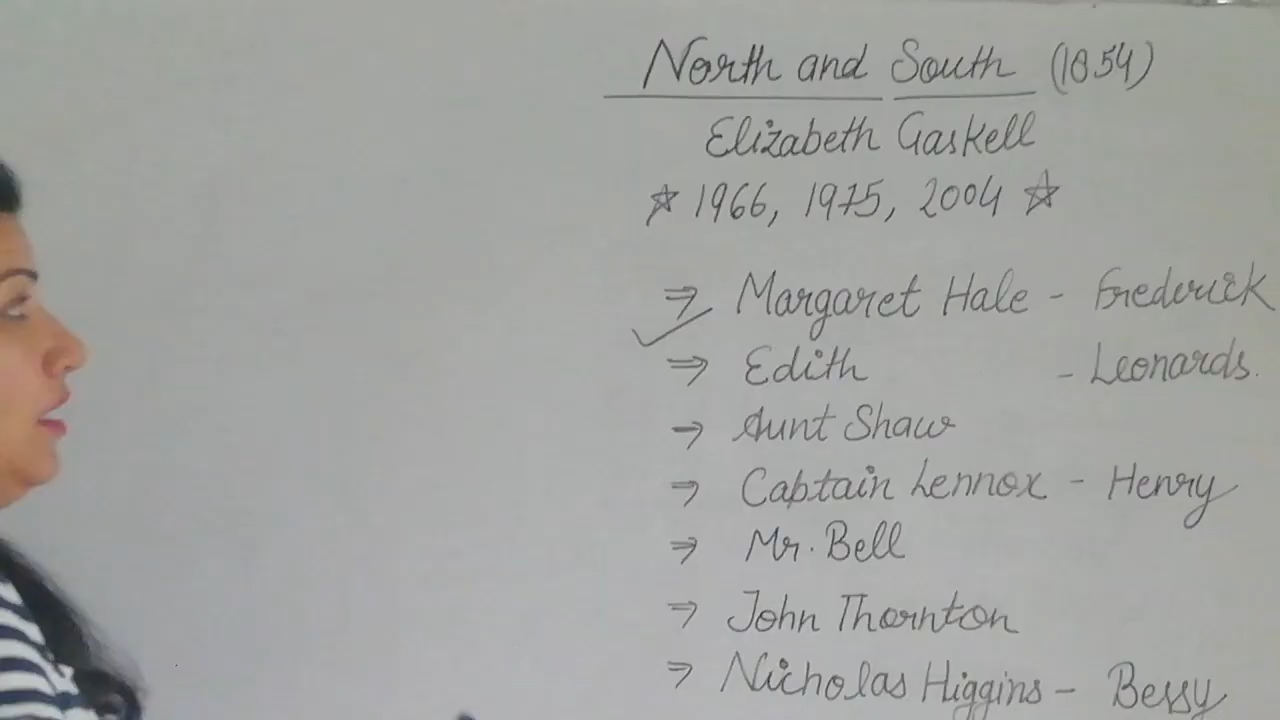 North and South (1854)
Elizabeth Gaskell
☆ 1966, 1975, 2004 ☆
⇒ Margaret Hale - Frederick
⇒ Edith - Leonards.
⇒ Aunt Shaw
⇒ Captain Lennox - Henry
⇒ Mr. Bell
⇒ John Thornton
⇒ Nicholas Higgins - Bessy